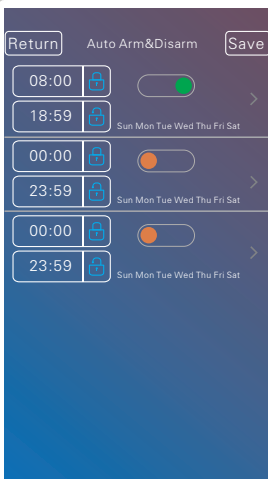 Return Auto Arm&Disarm Save
08:00
18:59
Sun Mon Tue Wed Thu Fri Sat
00:00
23:59
Sun Mon Tue Wed Thu Fri Sat
00:00
23:59
Sun Mon Tue Wed Thu Fri Sat